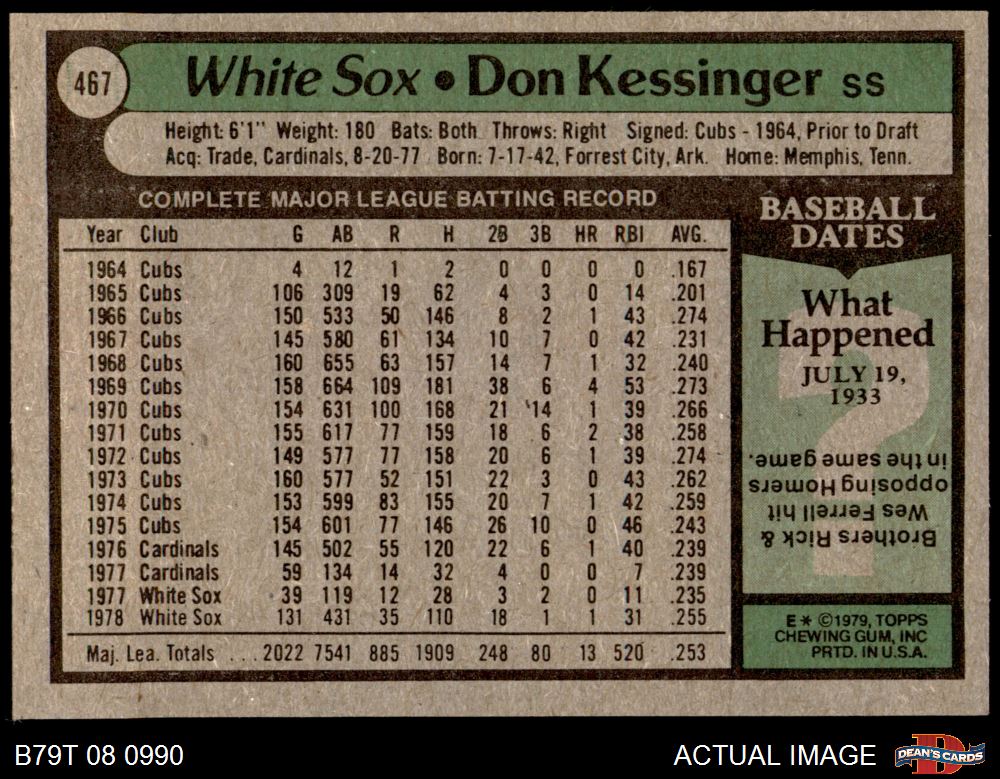 467
White Sox • Don Kessinger SS
Height: 6'1" Weight: 180 Bats: Both Throws: Right Signed: Cubs - 1964, Prior to Draft
Acq: Trade, Cardinals, 8-20-77 Born: 7-17-42, Forrest City, Ark. Home: Memphis, Tenn.
COMPLETE MAJOR LEAGUE BATTING RECORD
Year Club G AB R H 2B 3B HR RBI AVG.
1964 Cubs 4 12 1 2 0 0 0 0 .167
1965 Cubs 106 309 19 62 4 3 0 14 .201
1966 Cubs 150 533 50 146 8 2 1 43 .274
1967 Cubs 145 580 61 134 10 7 0 42 .231
1968 Cubs 160 655 63 157 14 7 1 32 .240
1969 Cubs 158 664 109 181 38 6 4 53 .273
1970 Cubs 154 631 100 168 21 14 1 39 .266
1971 Cubs 155 617 77 159 18 6 2 38 .258
1972 Cubs 149 577 77 158 20 6 1 39 .274
1973 Cubs 160 577 52 151 22 3 0 43 .262
1974 Cubs 153 599 83 155 20 7 1 42 .259
1975 Cubs 154 601 77 146 26 10 0 46 .243
1976 Cardinals 145 502 55 120 22 6 1 40 .239
1977 Cardinals 59 134 14 32 4 0 0 7 .239
1977 White Sox 39 119 12 28 3 2 0 11 .235
1978 White Sox 131 431 35 110 18 1 1 31 .255
Maj. Lea. Totals ...2022 7541 885 1909 248 80 13 520 .253
BASEBALL
DATES
What
Happened
JULY 19,
1933
?
Brothers Rick &
Wes Ferrell hit
opposing Homers
in the same game.
E * ©1979, TOPPS
CHEWING GUM, INC
PRTD. IN U.S.A.
B79T 08 0990
ACTUAL IMAGE
D
DEAN'S CARDS